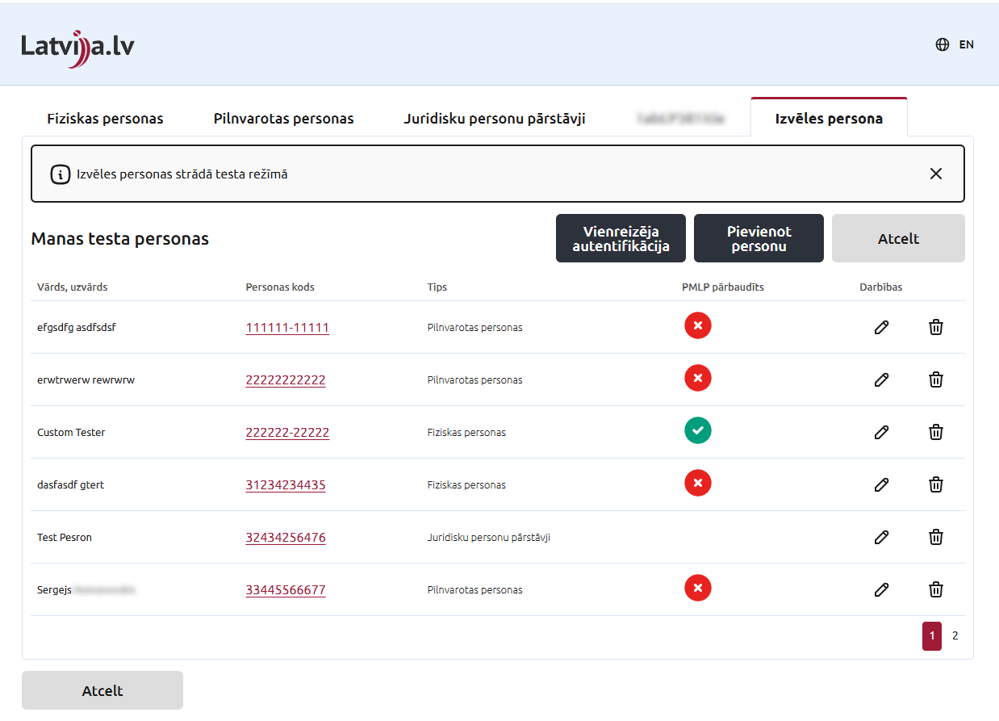 Latvija.lv
EN
Fiziskas personas Pilnvarotas personas Juridisku personu pārstāvji Izvēles persona
Izvēles personas strādā testa režīmā
Manas testa personas
Vienreizēja
autentifikācija
Pievienot
personu
Atcelt
Vārds, uzvārds Personas kods Tips PMLP pārbaudīts Darbības
efgsdfg asdfsdsf 111111-11111 Pilnvarotas personas
erwtrwerw rewrwrw 22222222222 Pilnvarotas personas
Custom Tester 222222-22222 Fiziskas personas
dasfasdf gtert 31234234435 Fiziskas personas
Test Pesron 32434256476 Juridisku personu pārstāvji
Sergejs 33445566677 Pilnvarotas personas
1 2
Atcelt